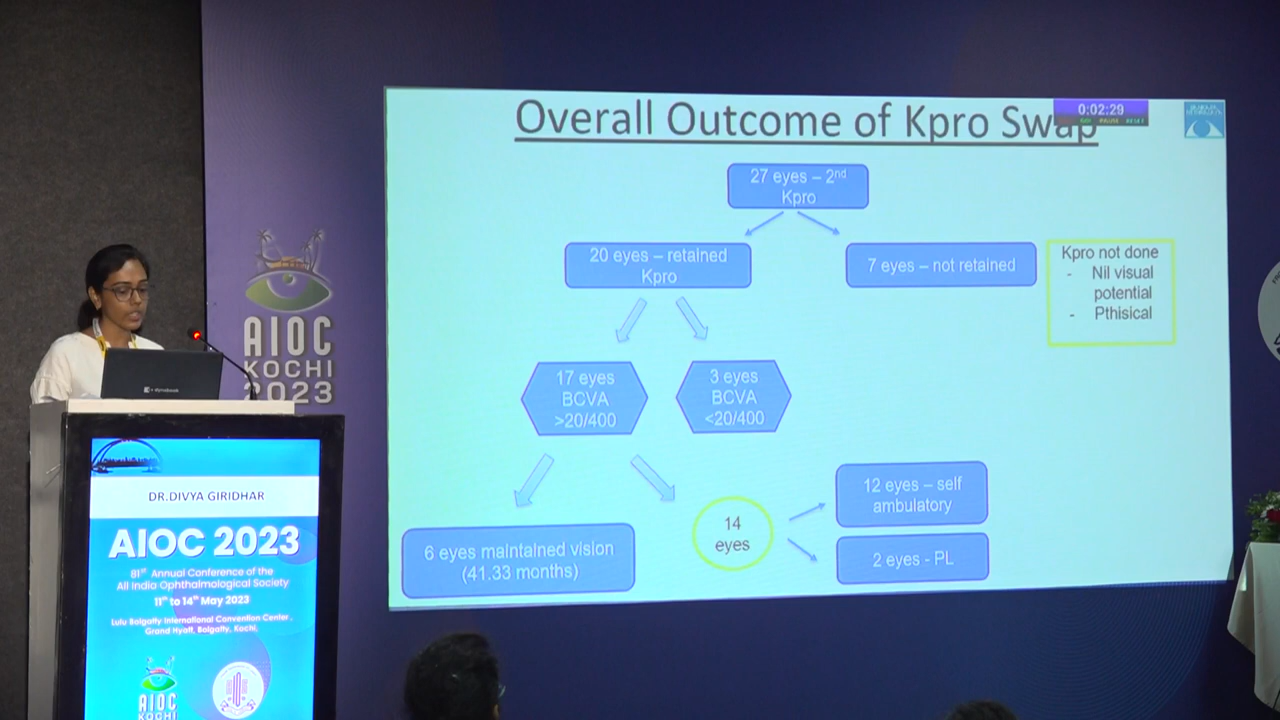 Overall Outcome of Kpro Swap
0:02:29
27 eyes – 2nd
Kpro
20 eyes – retained
Kpro
7 eyes – not retained
Kpro not done
- Nil visual
potential
- Pthisical
17 eyes
BCVA
>20/400
3 eyes
BCVA
<20/400
6 eyes maintained vision
(41.33 months)
14
eyes
12 eyes – self
ambulatory
2 eyes - PL
AIOC
KOCHI
2023
dynabook
DR.DIVYA GIRIDHAR
AIOC 2023
81st Annual Conference of the
All India Ophthalmological Society
11th to 14th May 2023
Lulu Bolgatty International Convention Center,
Grand Hyatt, Bolgatty, Kochi,
AIOC
KOCHI